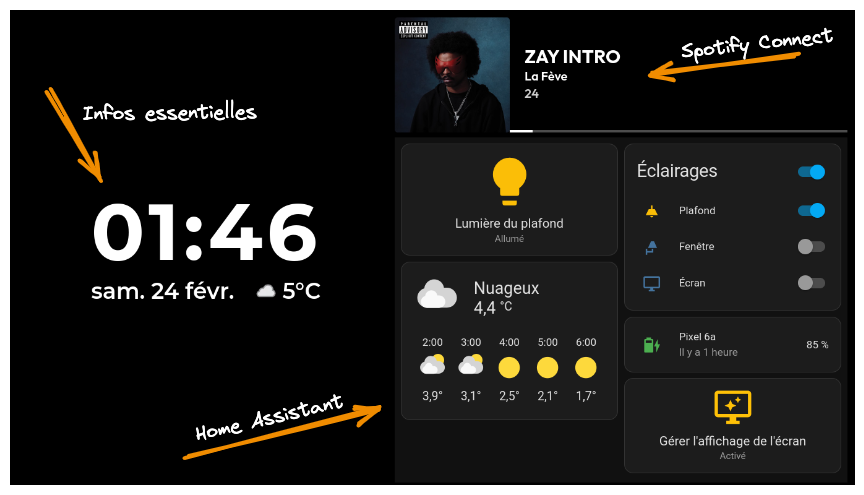 Infos essentielles
01:46
sam. 24 févr. 5°C
Home Assistant
PARENTAL
ADVISORY
EXPLICIT CONTENT
ZAY INTRO
La Fève
24
Spotify Connect
Lumière du plafond
Allumé
Nuageux
4,4 °C
2:00 3:00 4:00 5:00 6:00
3,9° 3,1° 2,5° 2,1° 1,7°
Éclairages
Plafond
Fenêtre
Écran
Pixel 6a
Il y a 1 heure
85 %
Gérer l'affichage de l'écran
Activé